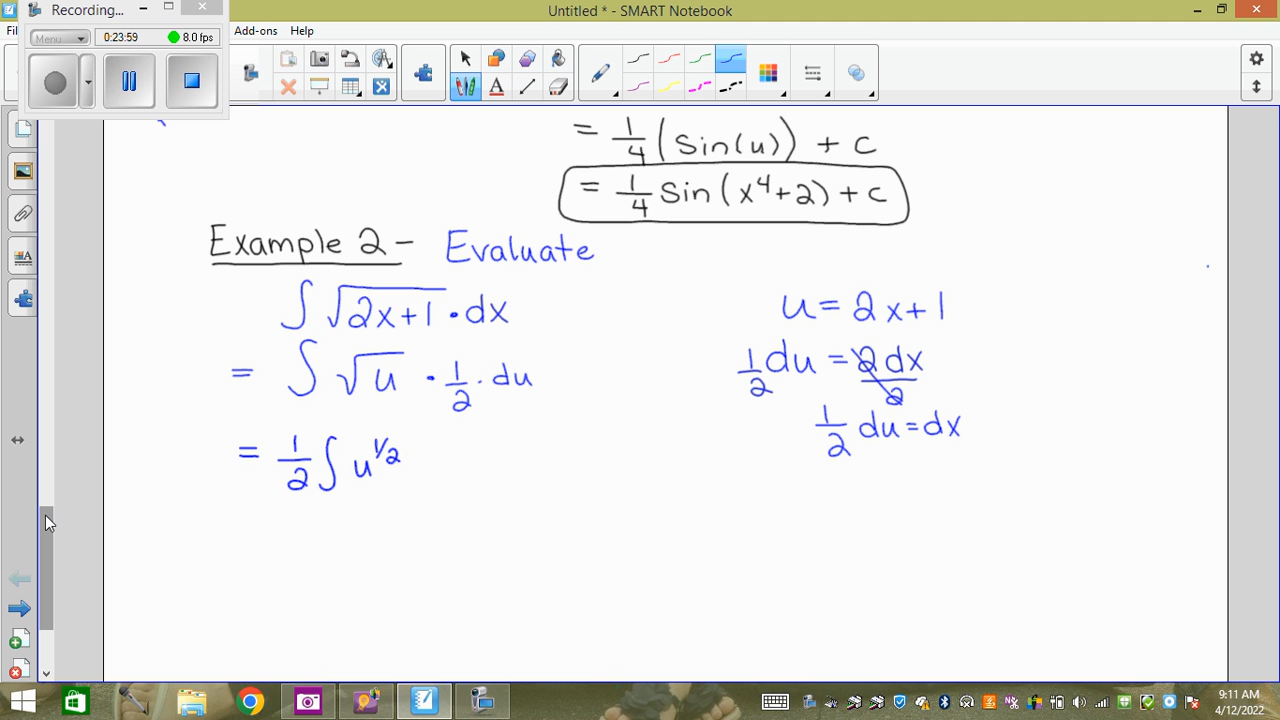 Recording...
Untitled * - SMART Notebook
Menu
0:23:59
8.0 fps
Add-ons Help
= 1/4 (Sin(u)) + c
= 1/4 Sin(x⁴+2) + c
Example 2 - Evaluate
∫ √2x+1 · dx
u = 2x+1
= ∫ √u · 1/2 · du
1/2 du = 2dx/2
1/2 du = dx
= 1/2 ∫ u^1/2
9:11 AM
4/12/2022